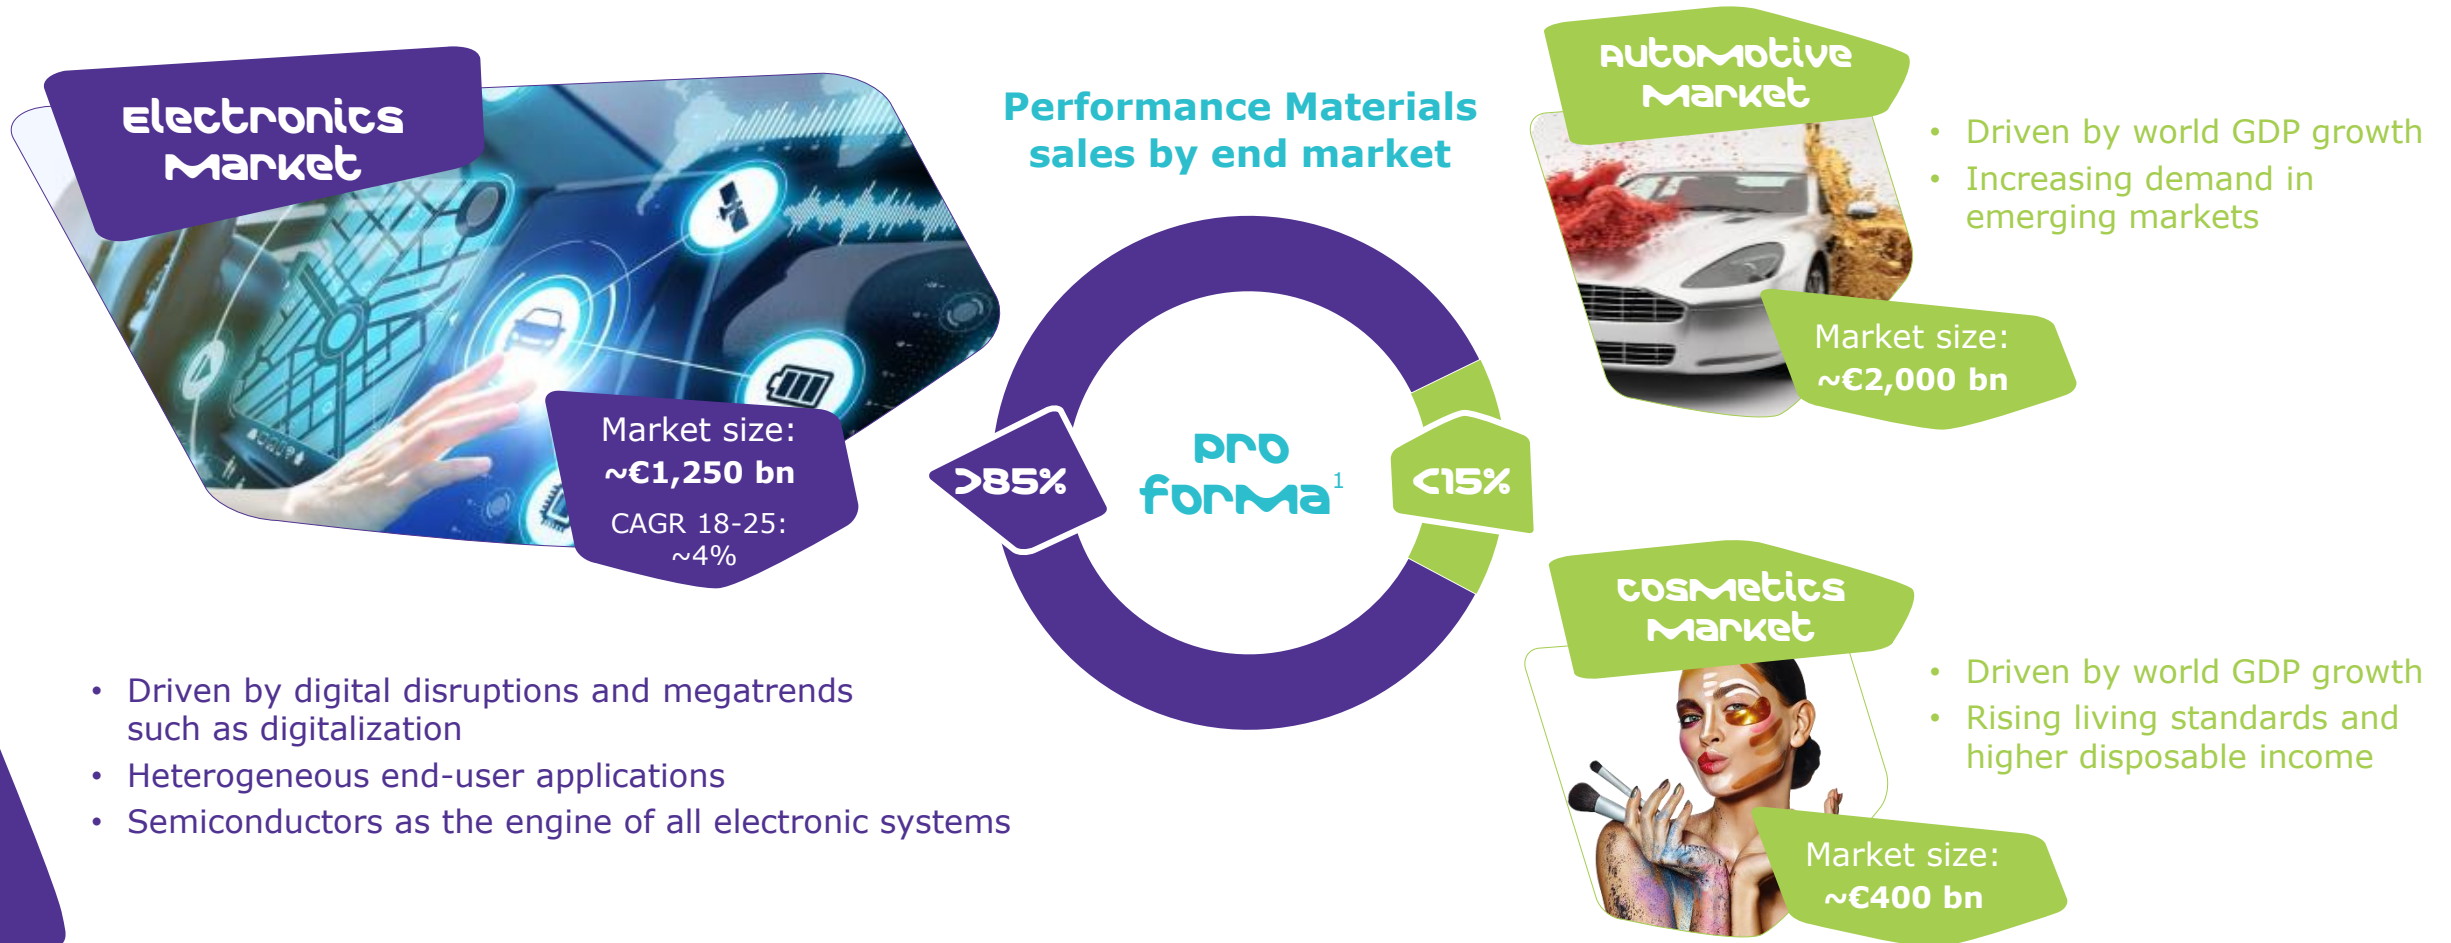 Electronics
Market
Market size:
~€1,250 bn
CAGR 18-25:
~4%
• Driven by digital disruptions and megatrends
such as digitalization
• Heterogeneous end-user applications
• Semiconductors as the engine of all electronic systems
Performance Materials
sales by end market
>85%
pro
forma1
<15%
Automotive
Market
• Driven by world GDP growth
• Increasing demand in
emerging markets
Market size:
~€2,000 bn
Cosmetics
Market
• Driven by world GDP growth
• Rising living standards and
higher disposable income
Market size:
~€400 bn